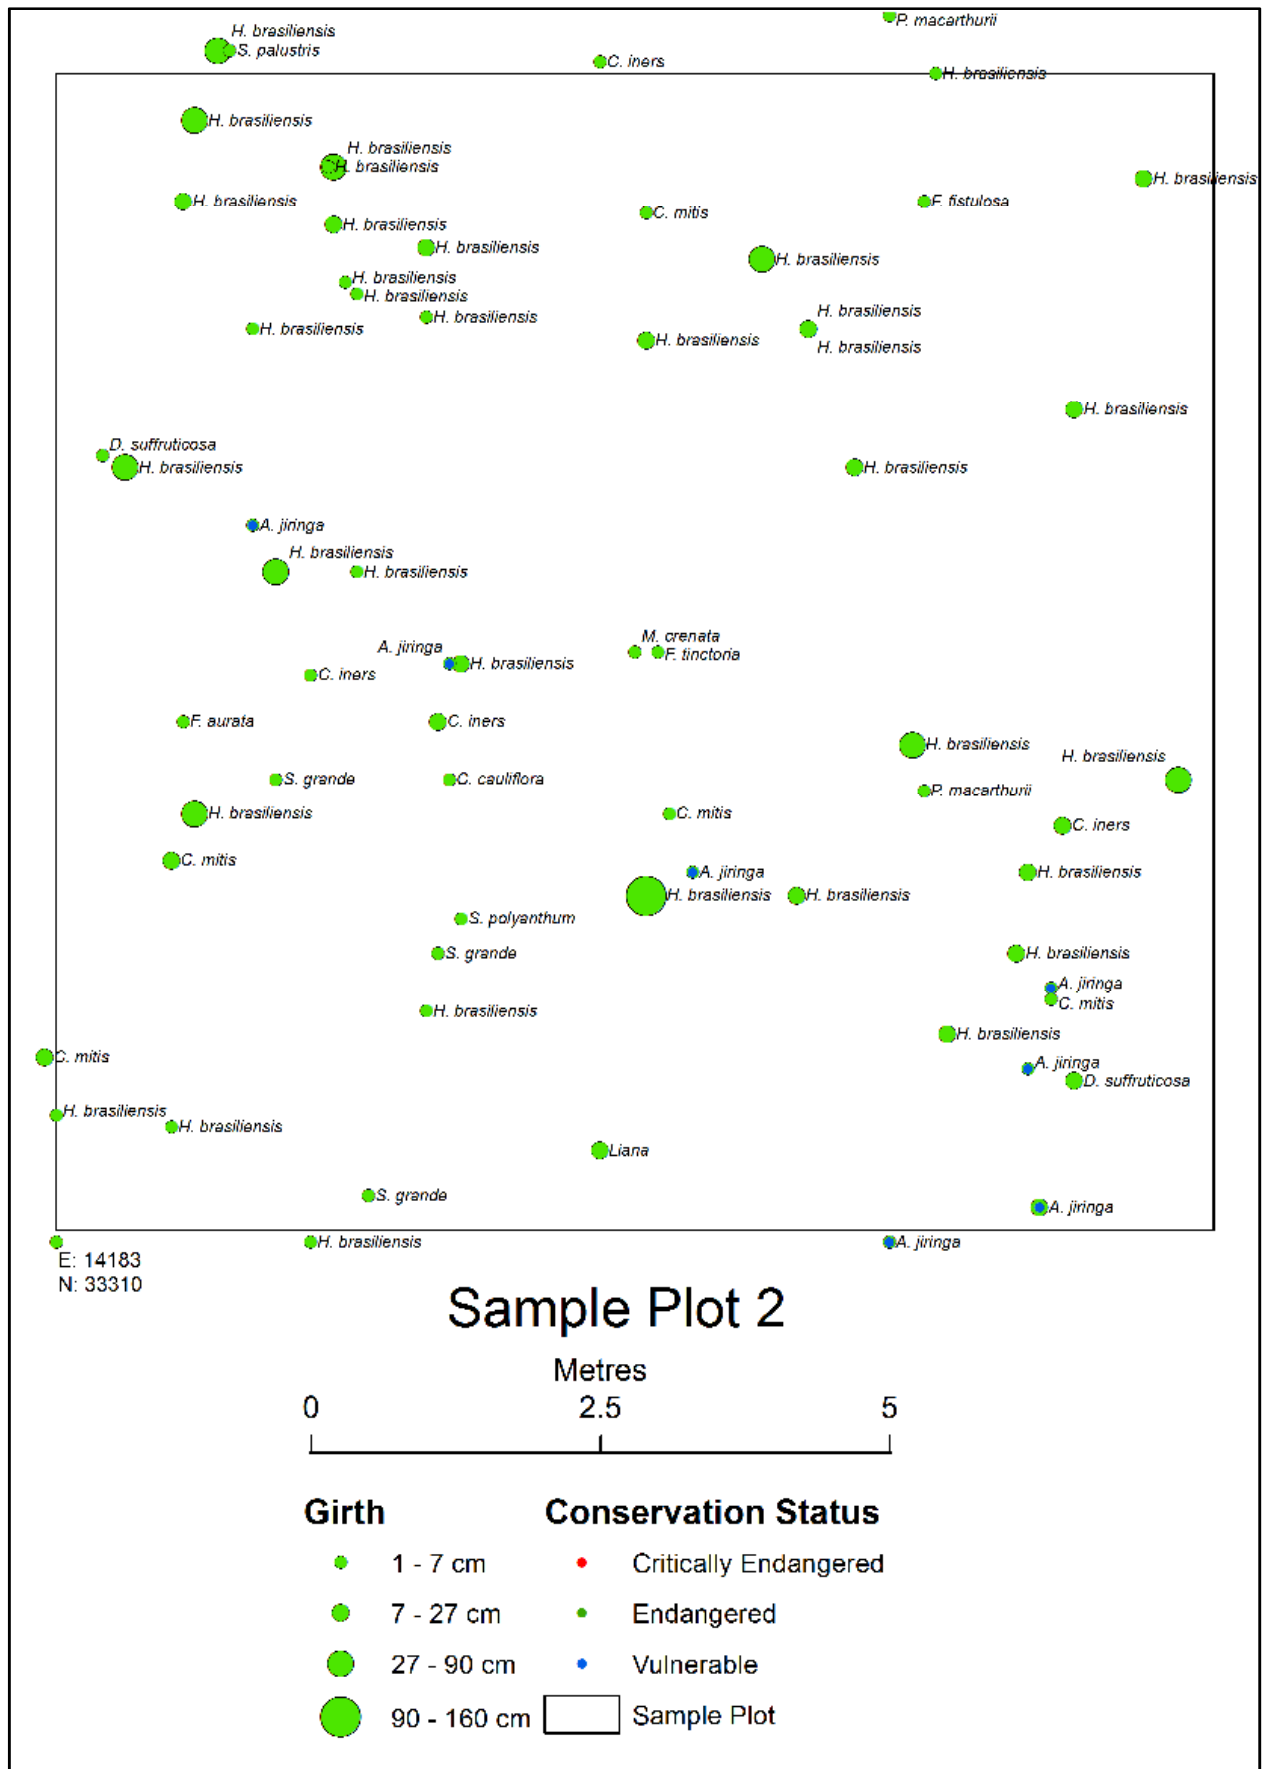 P. macarthurii
H. brasiliensis
S. palustris
C. iners
H. brasiliensis
H. brasiliensis
H. brasiliensis
H. brasiliensis
H. brasiliensis
H. brasiliensis
F. fistulosa
C. mitis
H. brasiliensis
H. brasiliensis
H. brasiliensis
H. brasiliensis
H. brasiliensis
H. brasiliensis
H. brasiliensis
H. brasiliensis
H. brasiliensis
H. brasiliensis
H. brasiliensis
D. suffruticosa
H. brasiliensis
H. brasiliensis
A. jiringa
H. brasiliensis
H. brasiliensis
M. crenata
A. jiringa
F. tinctoria
H. brasiliensis
C. iners
F. aurata
C. iners
H. brasiliensis
H. brasiliensis
S. grande
C. cauliflora
P. macarthurii
H. brasiliensis
C. mitis
C. iners
C. mitis
A. jiringa
H. brasiliensis
H. brasiliensis
H. brasiliensis
S. polyanthum
S. grande
H. brasiliensis
A. jiringa
C. mitis
H. brasiliensis
H. brasiliensis
C. mitis
A. jiringa
D. suffruticosa
H. brasiliensis
H. brasiliensis
Liana
S. grande
A. jiringa
H. brasiliensis
A. jiringa
E: 14183
N: 33310
Sample Plot 2
Metres
0 2.5 5
Girth
1 - 7 cm
7 - 27 cm
27 - 90 cm
90 - 160 cm
Conservation Status
Critically Endangered
Endangered
Vulnerable
Sample Plot